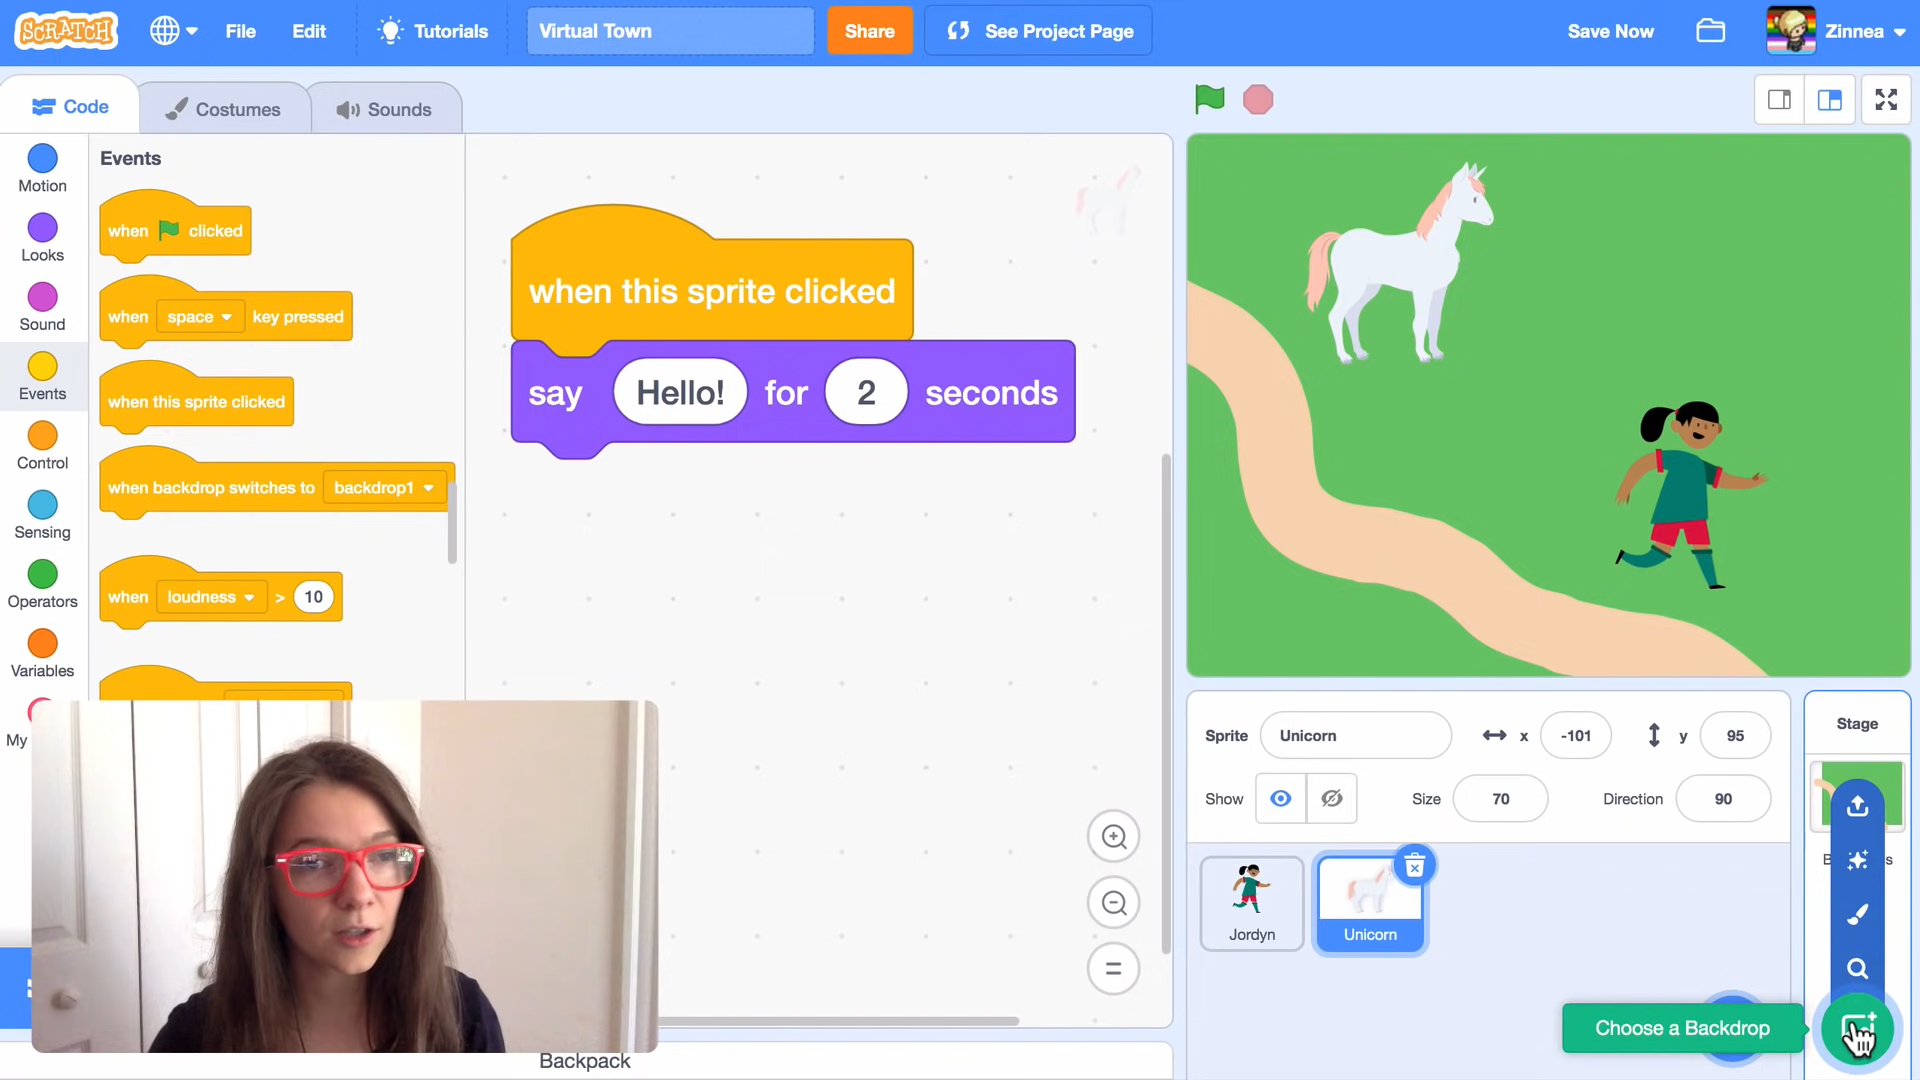 SCRATCH
File
Edit
Tutorials
Virtual Town
Share
See Project Page
Save Now
Zinnea
Code
Costumes
Sounds
Motion
Looks
Sound
Events
Control
Sensing
Operators
Variables
My
Events
when clicked
when space key pressed
when this sprite clicked
when backdrop switches to backdrop1
when loudness > 10
when this sprite clicked
say Hello! for 2 seconds
Sprite Unicorn x -101 y 95
Show Size 70 Direction 90
Jordyn
Unicorn
Stage
Choose a Backdrop
Backpack